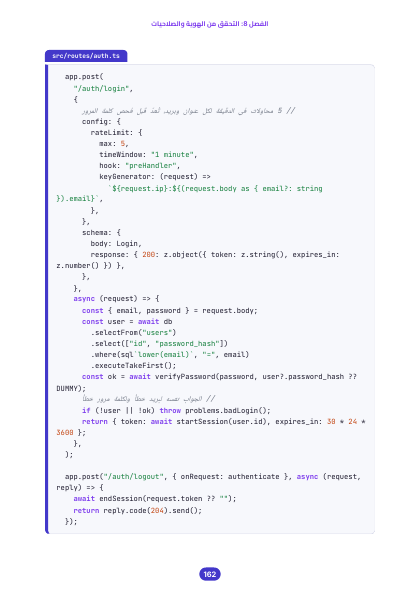 الفصل 8: التحقق من الهوية والصلاحيات
src/routes/auth.ts
app.post(
"/auth/login",
{
// 5 محاولات في الدقيقة لكل عنوان وبريد، تُعدّ قبل فحص كلمة المرور
config: {
rateLimit: {
max: 5,
timeWindow: "1 minute",
hook: "preHandler",
keyGenerator: (request) =>
`${request.ip}:${(request.body as { email?: string
}).email}`,
},
},
schema: {
body: Login,
response: { 200: z.object({ token: z.string(), expires_in:
z.number() }) },
},
},
async (request) => {
const { email, password } = request.body;
const user = await db
.selectFrom("users")
.select(["id", "password_hash"])
.where(sql`lower(email)`, "=", email)
.executeTakeFirst();
const ok = await verifyPassword(password, user?.password_hash ??
DUMMY);
// الجواب نفسه لبريد خطأ ولكلمة مرور خطأ
if (!user || !ok) throw problems.badLogin();
return { token: await startSession(user.id), expires_in: 30 * 24 *
3600 };
},
);
app.post("/auth/logout", { onRequest: authenticate }, async (request,
reply) => {
await endSession(request.token ?? "");
return reply.code(204).send();
});
162